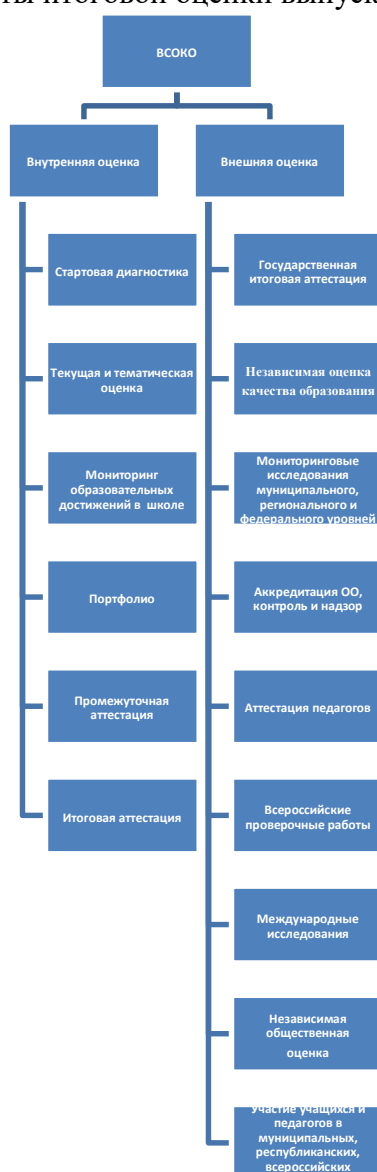 ВСОКО
Внутренняя оценка
Внешняя оценка
Стартовая диагностика
Государственная
итоговая аттестация
Текущая и тематическая
оценка
Независимая оценка
качества образования
Мониторинг
образовательных
достижений в школе
Мониторинговые
исследования
муниципального,
регионального и
федерального уровней
Портфолио
Аккредитация ОО,
контроль и надзор
Промежуточная
аттестация
Аттестация педагогов
Итоговая аттестация
Всероссийские
проверочные работы
Международные
исследования
Независимая
общественная
оценка
Участие учащихся и
педагогов в
муниципальных,
республиканских,
всероссийских